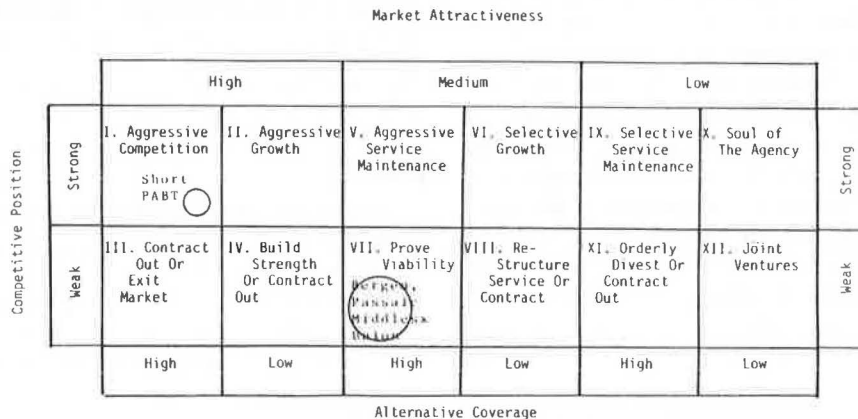 Market Attractiveness
High
Medium
Low
Competitive Position
Strong
I. Aggressive
Competition
Short
PABT
II. Aggressive
Growth
V. Aggressive
Service
Maintenance
VI. Selective
Growth
IX. Selective
Service
Maintenance
X. Soul of
The Agency
Strong
Weak
III. Contract
Out Or
Exit
Market
IV. Build
Strength
Or Contract
Out
VII. Prove
Viability
Bergen,
Passaic
Middlesex
Union
VIII. Re-
Structure
Service Or
Contract
XI. Orderly
Divest Or
Contract
Out
XII. Joint
Ventures
Weak
High
Low
High
Low
High
Low
Alternative Coverage